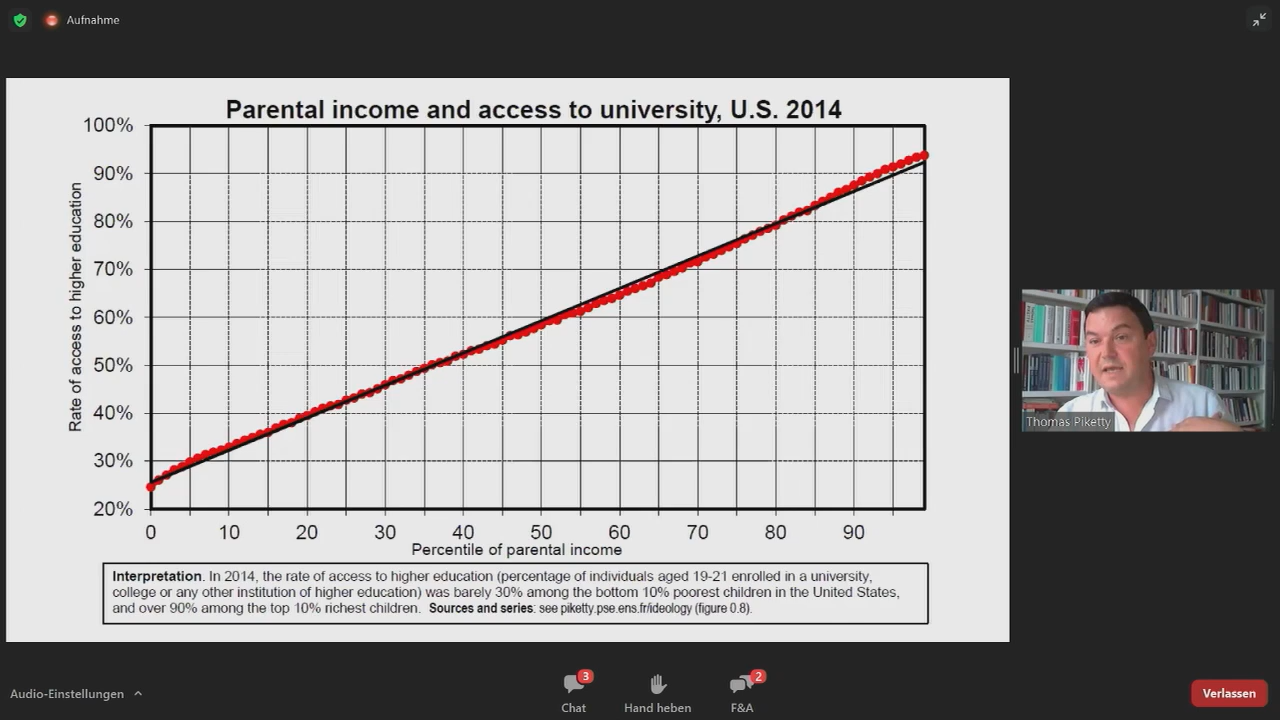 Aufnahme
Parental income and access to university, U.S. 2014
100%
90%
80%
70%
60%
50%
40%
30%
20%
Rate of access to higher education
0 10 20 30 40 50 60 70 80 90
Percentile of parental income
Interpretation. In 2014, the rate of access to higher education (percentage of individuals aged 19-21 enrolled in a university,
college or any other institution of higher education) was barely 30% among the bottom 10% poorest children in the United States,
and over 90% among the top 10% richest children. Sources and series: see piketty.pse.ens.fr/ideology (figure 0.8).
Thomas Piketty
Audio-Einstellungen
3
Chat
Hand heben
2
F&A
Verlassen